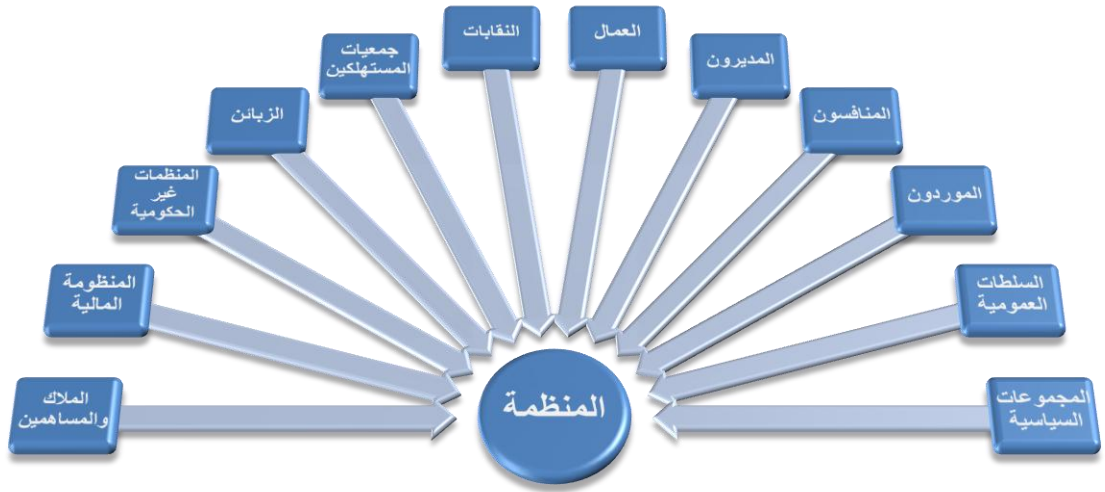 العمال
النقابات
المديرون
جمعيات
المستهلكين
المنافسون
الزبائن
الموردون
المنظمات
غير
الحكومية
السلطات
العمومية
المنظومة
المالية
المجموعات
السياسية
الملاك
والمساهمين
المنظمة